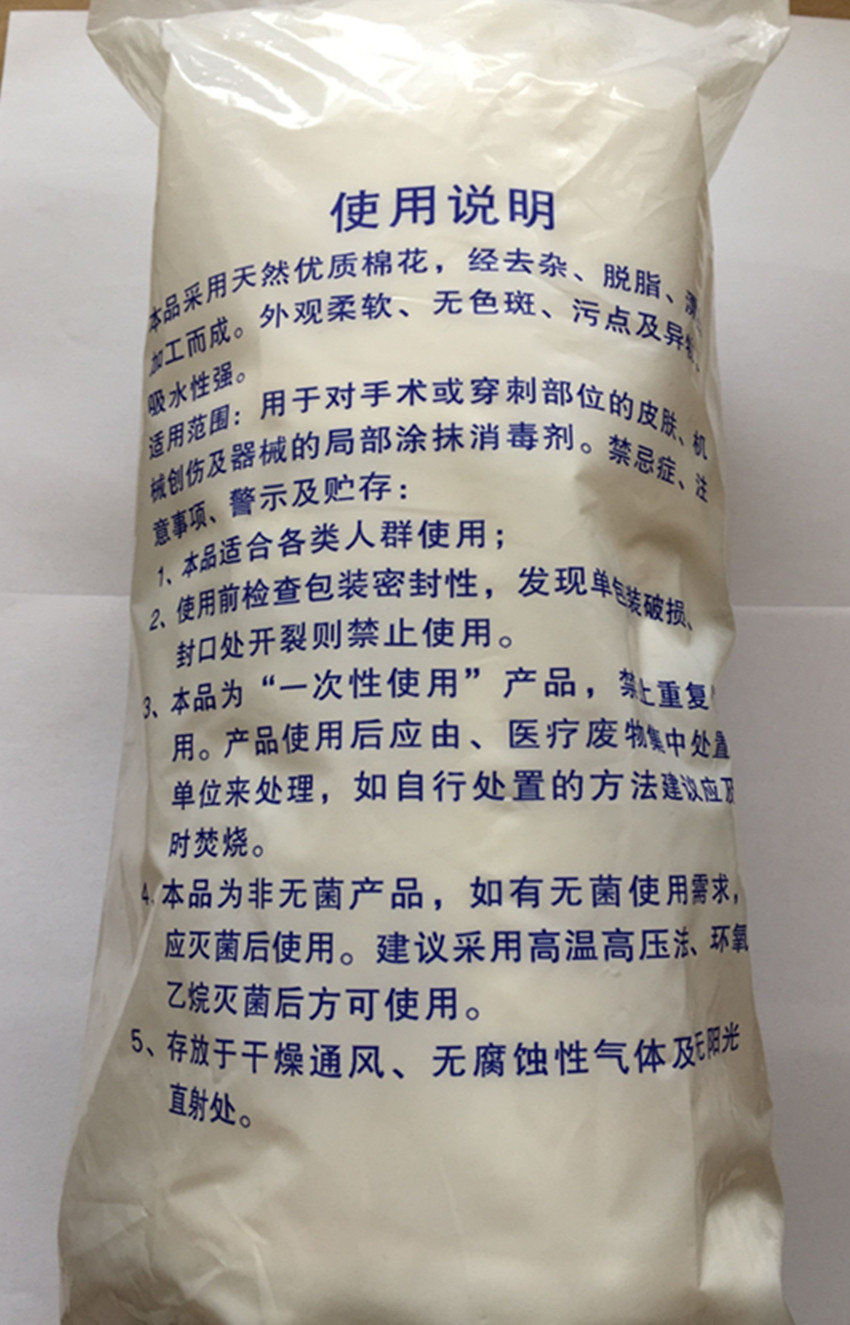 使用说明
本品采用天然优质棉花，经去杂、脱脂、漂
加工而成。外观柔软、无色斑、污点及异物、
吸水性强。
适用范围：用于对手术或穿刺部位的皮肤、机
械创伤及器械的局部涂抹消毒剂。禁忌症、注
意事项、警示及贮存：
1、本品适合各类人群使用；
2、使用前检查包装密封性，发现单包装破损、
封口处开裂则禁止使用。
3、本品为“一次性使用”产品，禁止重复
用。产品使用后应由、医疗废物集中处置
单位来处理，如自行处置的方法建议应及
时焚烧。
4、本品为非无菌产品，如有无菌使用需求，
应灭菌后使用。建议采用高温高压法、环氧
乙烷灭菌后方可使用。
5、存放于干燥通风、无腐蚀性气体及无阳光
直射处。